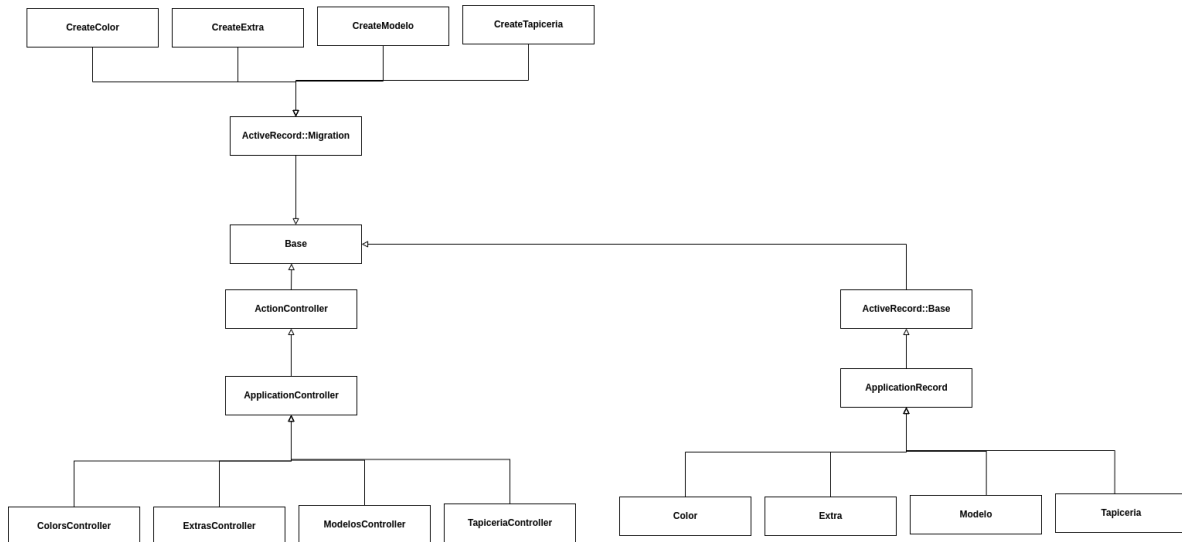 CreateColor
CreateExtra
CreateModelo
CreateTapiceria
ActiveRecord::Migration
Base
ActionController
ActiveRecord::Base
ApplicationController
ApplicationRecord
ColorsController
ExtrasController
ModelosController
TapiceriaController
Color
Extra
Modelo
Tapiceria